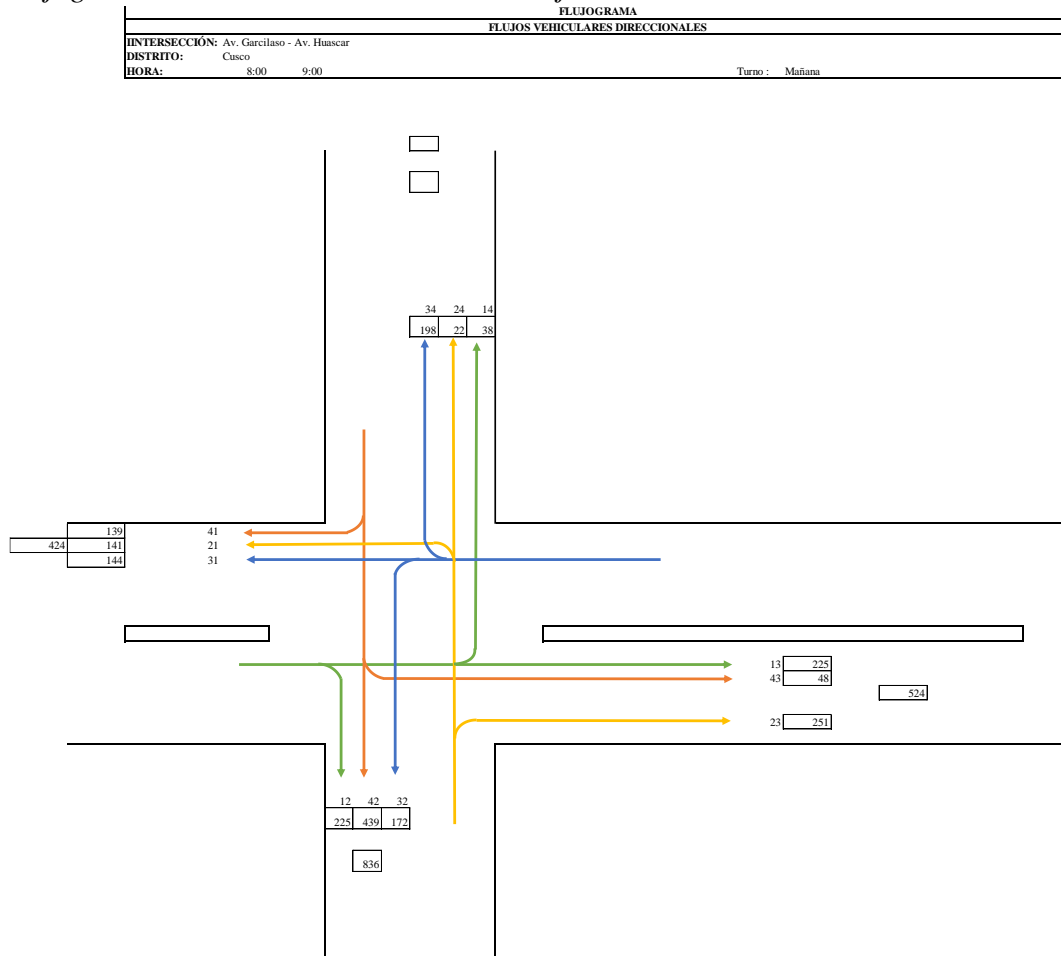 FLUJOGRAMA
FLUJOS VEHICULARES DIRECCIONALES
IINTERSECCIÓN: Av. Garcilaso - Av. Huascar
DISTRITO: Cusco
HORA: 8:00 9:00 Turno : Mañana
34 24 14
198 22 38
139 41
424 141 21
144 31
13 225
43 48
524
23 251
12 42 32
225 439 172
836